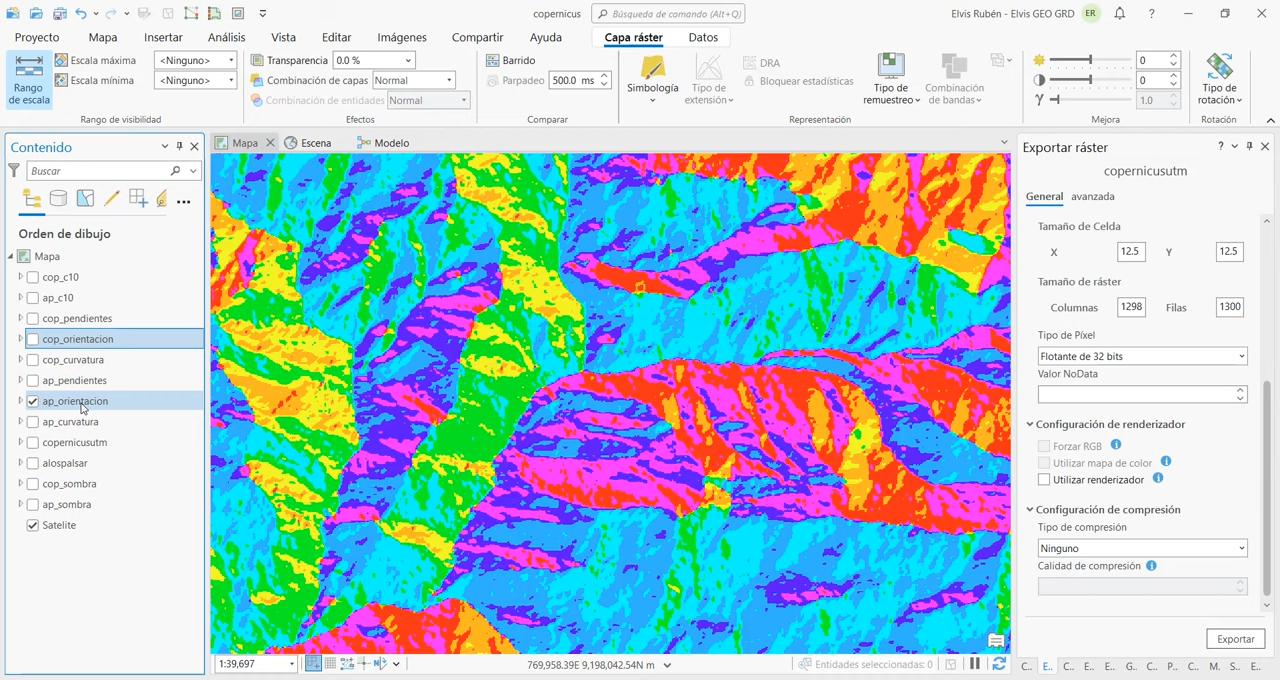 copernicus
Búsqueda de comando (Alt+Q)
Elvis Rubén - Elvis GEO GRD
ER
?
Proyecto
Mapa
Insertar
Análisis
Vista
Editar
Imágenes
Compartir
Ayuda
Capa ráster
Datos
Rango de escala
Escala máxima
<Ninguno>
Escala mínima
<Ninguno>
Rango de visibilidad
Transparencia
0.0 %
Combinación de capas
Normal
Combinación de entidades
Normal
Efectos
Barrido
Parpadeo
500.0 ms
Comparar
Simbología
Tipo de extensión
DRA
Bloquear estadísticas
Tipo de remuestreo
Combinación de bandas
Representación
0
0
1.0
Mejora
Tipo de rotación
Rotación
Contenido
Buscar
Orden de dibujo
Mapa
cop_c10
ap_c10
cop_pendientes
cop_orientacion
cop_curvatura
ap_pendientes
ap_orientacion
ap_curvatura
copernicusutm
alospalsar
cop_sombra
ap_sombra
Satelite
Mapa
Escena
Modelo
1:39,697
769,958.39E 9,198,042.54N m
Entidades seleccionadas: 0
Exportar ráster
?
copernicusutm
General
avanzada
Tamaño de Celda
X
12.5
Y
12.5
Tamaño de ráster
Columnas
1298
Filas
1300
Tipo de Píxel
Flotante de 32 bits
Valor NoData
Configuración de renderizador
Forzar RGB
Utilizar mapa de color
Utilizar renderizador
Configuración de compresión
Tipo de compresión
Ninguno
Calidad de compresión
Exportar
C.. E.. C.. E.. E.. G.. C.. P.. C.. M. S.. E..